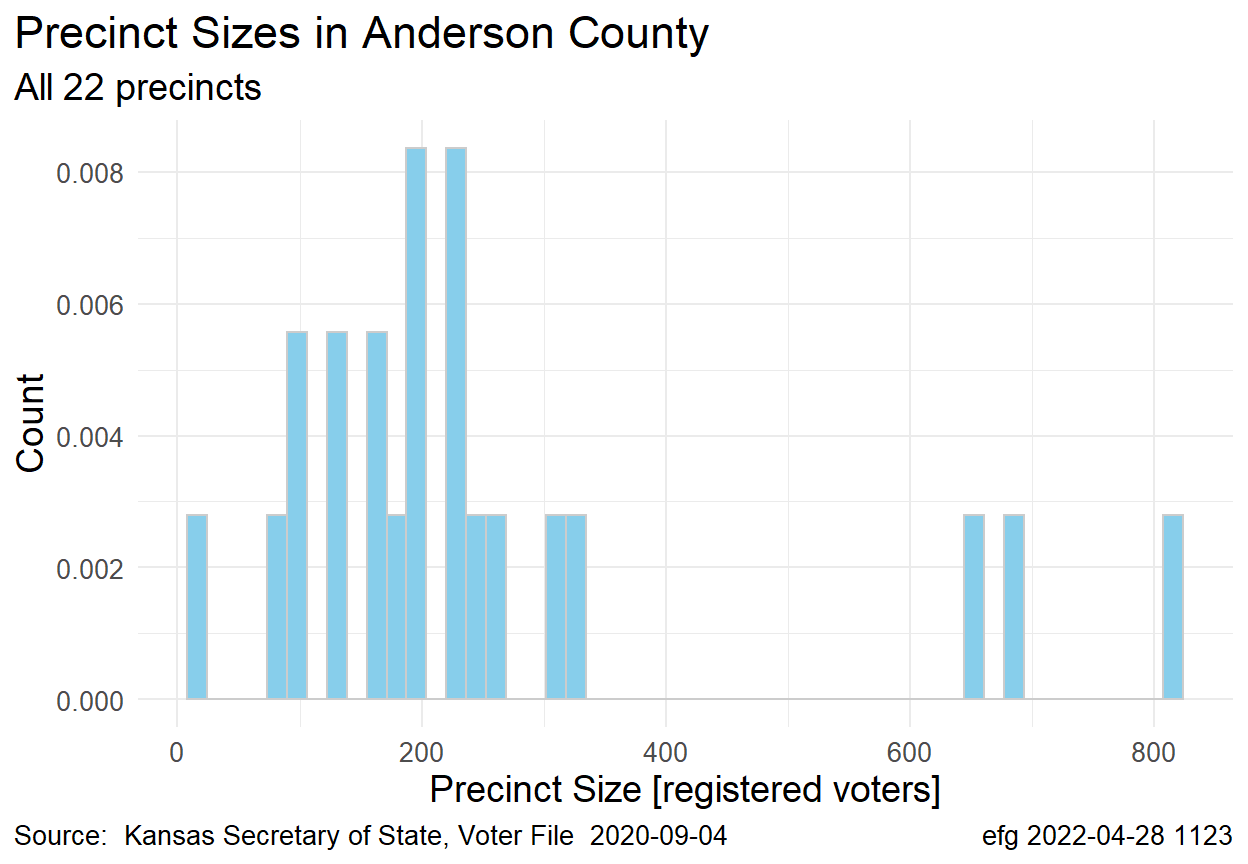 Precinct Sizes in Anderson County
All 22 precincts
0.008
0.006
0.004
0.002
0.000
Count
0 200 400 600 800
Precinct Size [registered voters]
Source:  Kansas Secretary of State, Voter File  2020-09-04
efg 2022-04-28 1123